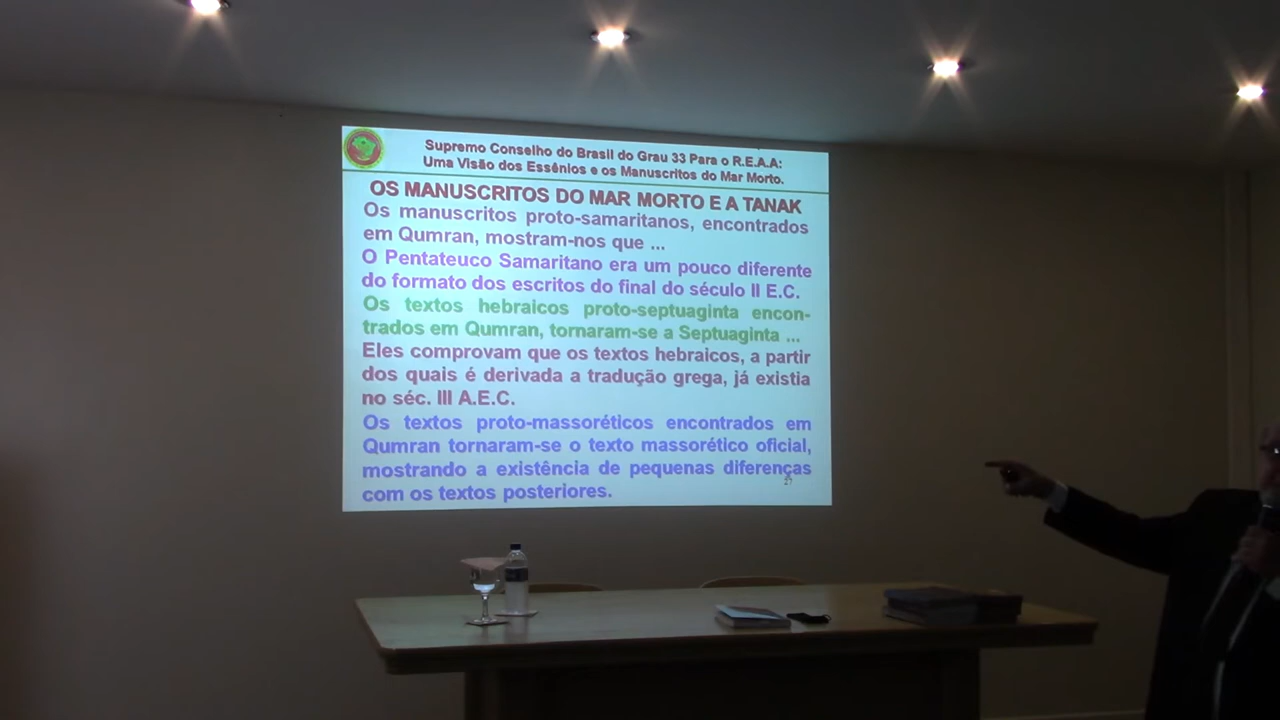 Supremo Conselho do Brasil do Grau 33 Para o R.E.A.A:
Uma Visão dos Essênios e os Manuscritos do Mar Morto.
OS MANUSCRITOS DO MAR MORTO E A TANAK
Os manuscritos proto-samaritanos, encontrados
em Qumran, mostram-nos que ...
O Pentateuco Samaritano era um pouco diferente
do formato dos escritos do final do século II E.C.
Os textos hebraicos proto-septuaginta encon-
trados em Qumran, tornaram-se a Septuaginta ...
Eles comprovam que os textos hebraicos, a partir
dos quais é derivada a tradução grega, já existia
no séc. III A.E.C.
Os textos proto-massoréticos encontrados em
Qumran tornaram-se o texto massorético oficial,
mostrando a existência de pequenas diferenças
com os textos posteriores.
27